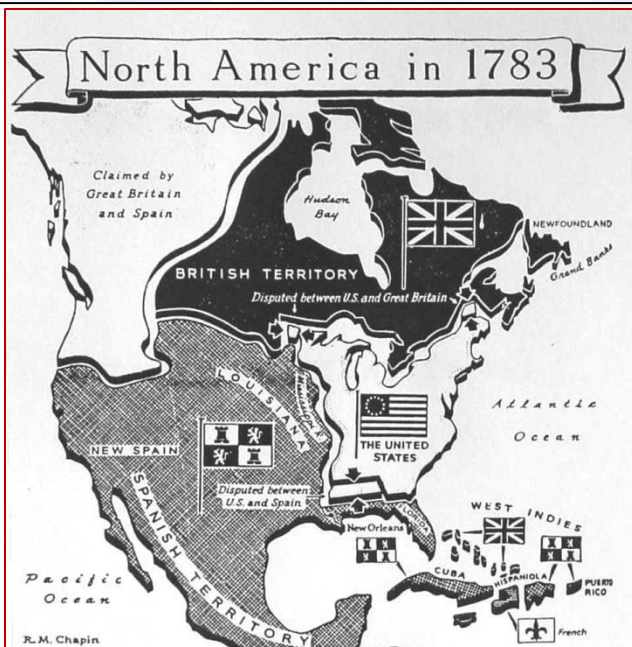 North America in 1783
Claimed by
Great Britain
and Spain
Hudson
Bay
NEWFOUNDLAND
Grand Banks
BRITISH TERRITORY
Disputed between U.S. and Great Britain
LOUISIANA
Mississippi
Atlantic
Ocean
NEW SPAIN
THE UNITED
STATES
SPANISH TERRITORY
Disputed between
U.S. and Spain
New Orleans
FLORIDA
WEST INDIES
CUBA
HISPANIOLA
PUERTO
RICO
Pacific
Ocean
French
R.M. Chapin